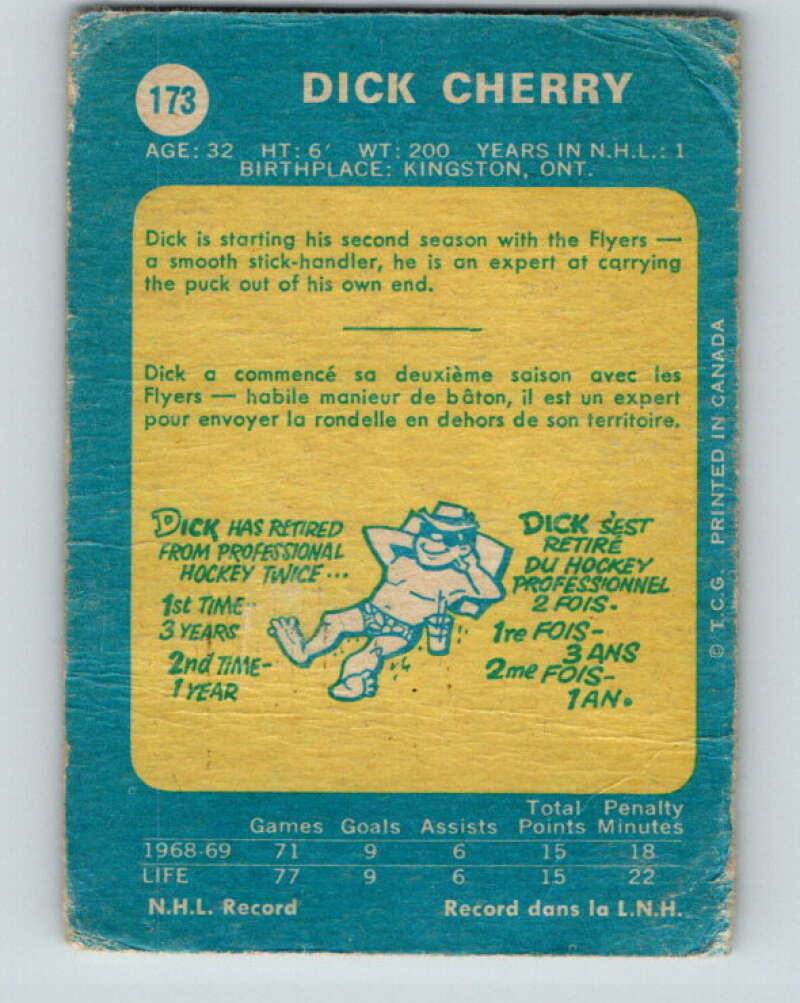 173
DICK CHERRY
AGE: 32 HT: 6' WT: 200 YEARS IN N.H.L.: 1
BIRTHPLACE: KINGSTON, ONT.
Dick is starting his second season with the Flyers —
a smooth stick-handler, he is an expert at carrying
the puck out of his own end.
Dick a commencé sa deuxième saison avec les
Flyers — habile manieur de bâton, il est un expert
pour envoyer la rondelle en dehors de son territoire.
DICK HAS RETIRED
FROM PROFESSIONAL
HOCKEY TWICE...
1st TIME-
3 YEARS
2nd TIME-
1 YEAR
DICK S'EST
RETIRÉ
DU HOCKEY
PROFESSIONNEL
2 FOIS.
1re FOIS-
3 ANS
2me FOIS-
1 AN.
© T.C.G. PRINTED IN CANADA
Total Penalty
Games Goals Assists Points Minutes
1968-69 71 9 6 15 18
LIFE 77 9 6 15 22
N.H.L. Record Record dans la L.N.H.